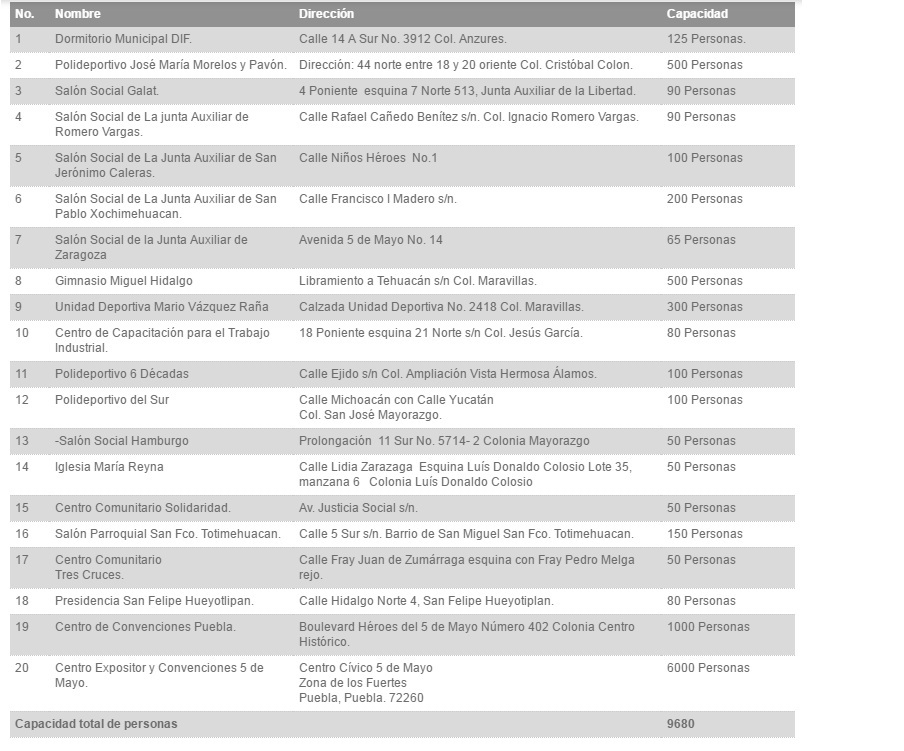 No. Nombre Dirección Capacidad
1 Dormitorio Municipal DIF. Calle 14 A Sur No. 3912 Col. Anzures. 125 Personas.
2 Polideportivo José María Morelos y Pavón. Dirección: 44 norte entre 18 y 20 oriente Col. Cristóbal Colon. 500 Personas
3 Salón Social Galat. 4 Poniente esquina 7 Norte 513, Junta Auxiliar de la Libertad. 90 Personas
4 Salón Social de La junta Auxiliar de Calle Rafael Cañedo Benítez s/n. Col. Ignacio Romero Vargas. 90 Personas
Romero Vargas.
5 Salón Social de La Junta Auxiliar de San Calle Niños Héroes No.1 100 Personas
Jerónimo Caleras.
6 Salón Social de La Junta Auxiliar de San Calle Francisco I Madero s/n. 200 Personas
Pablo Xochimehuacan.
7 Salón Social de la Junta Auxiliar de Avenida 5 de Mayo No. 14 65 Personas
Zaragoza
8 Gimnasio Miguel Hidalgo Libramiento a Tehuacán s/n Col. Maravillas. 500 Personas
9 Unidad Deportiva Mario Vázquez Raña Calzada Unidad Deportiva No. 2418 Col. Maravillas. 300 Personas
10 Centro de Capacitación para el Trabajo 18 Poniente esquina 21 Norte s/n Col. Jesús García. 80 Personas
Industrial.
11 Polideportivo 6 Décadas Calle Ejido s/n Col. Ampliación Vista Hermosa Álamos. 100 Personas
12 Polideportivo del Sur Calle Michoacán con Calle Yucatán 100 Personas
Col. San José Mayorazgo.
13 -Salón Social Hamburgo Prolongación 11 Sur No. 5714- 2 Colonia Mayorazgo 50 Personas
14 Iglesia María Reyna Calle Lidia Zarazaga Esquina Luís Donaldo Colosio Lote 35, 50 Personas
manzana 6 Colonia Luís Donaldo Colosio
15 Centro Comunitario Solidaridad. Av. Justicia Social s/n. 50 Personas
16 Salón Parroquial San Fco. Totimehuacan. Calle 5 Sur s/n. Barrio de San Miguel San Fco. Totimehuacan. 150 Personas
17 Centro Comunitario Calle Fray Juan de Zumárraga esquina con Fray Pedro Melga 50 Personas
Tres Cruces. rejo.
18 Presidencia San Felipe Hueyotlipan. Calle Hidalgo Norte 4, San Felipe Hueyotiplan. 80 Personas
19 Centro de Convenciones Puebla. Boulevard Héroes del 5 de Mayo Número 402 Colonia Centro 1000 Personas
Histórico.
20 Centro Expositor y Convenciones 5 de Centro Cívico 5 de Mayo 6000 Personas
Mayo. Zona de los Fuertes
Puebla, Puebla. 72260
Capacidad total de personas 9680